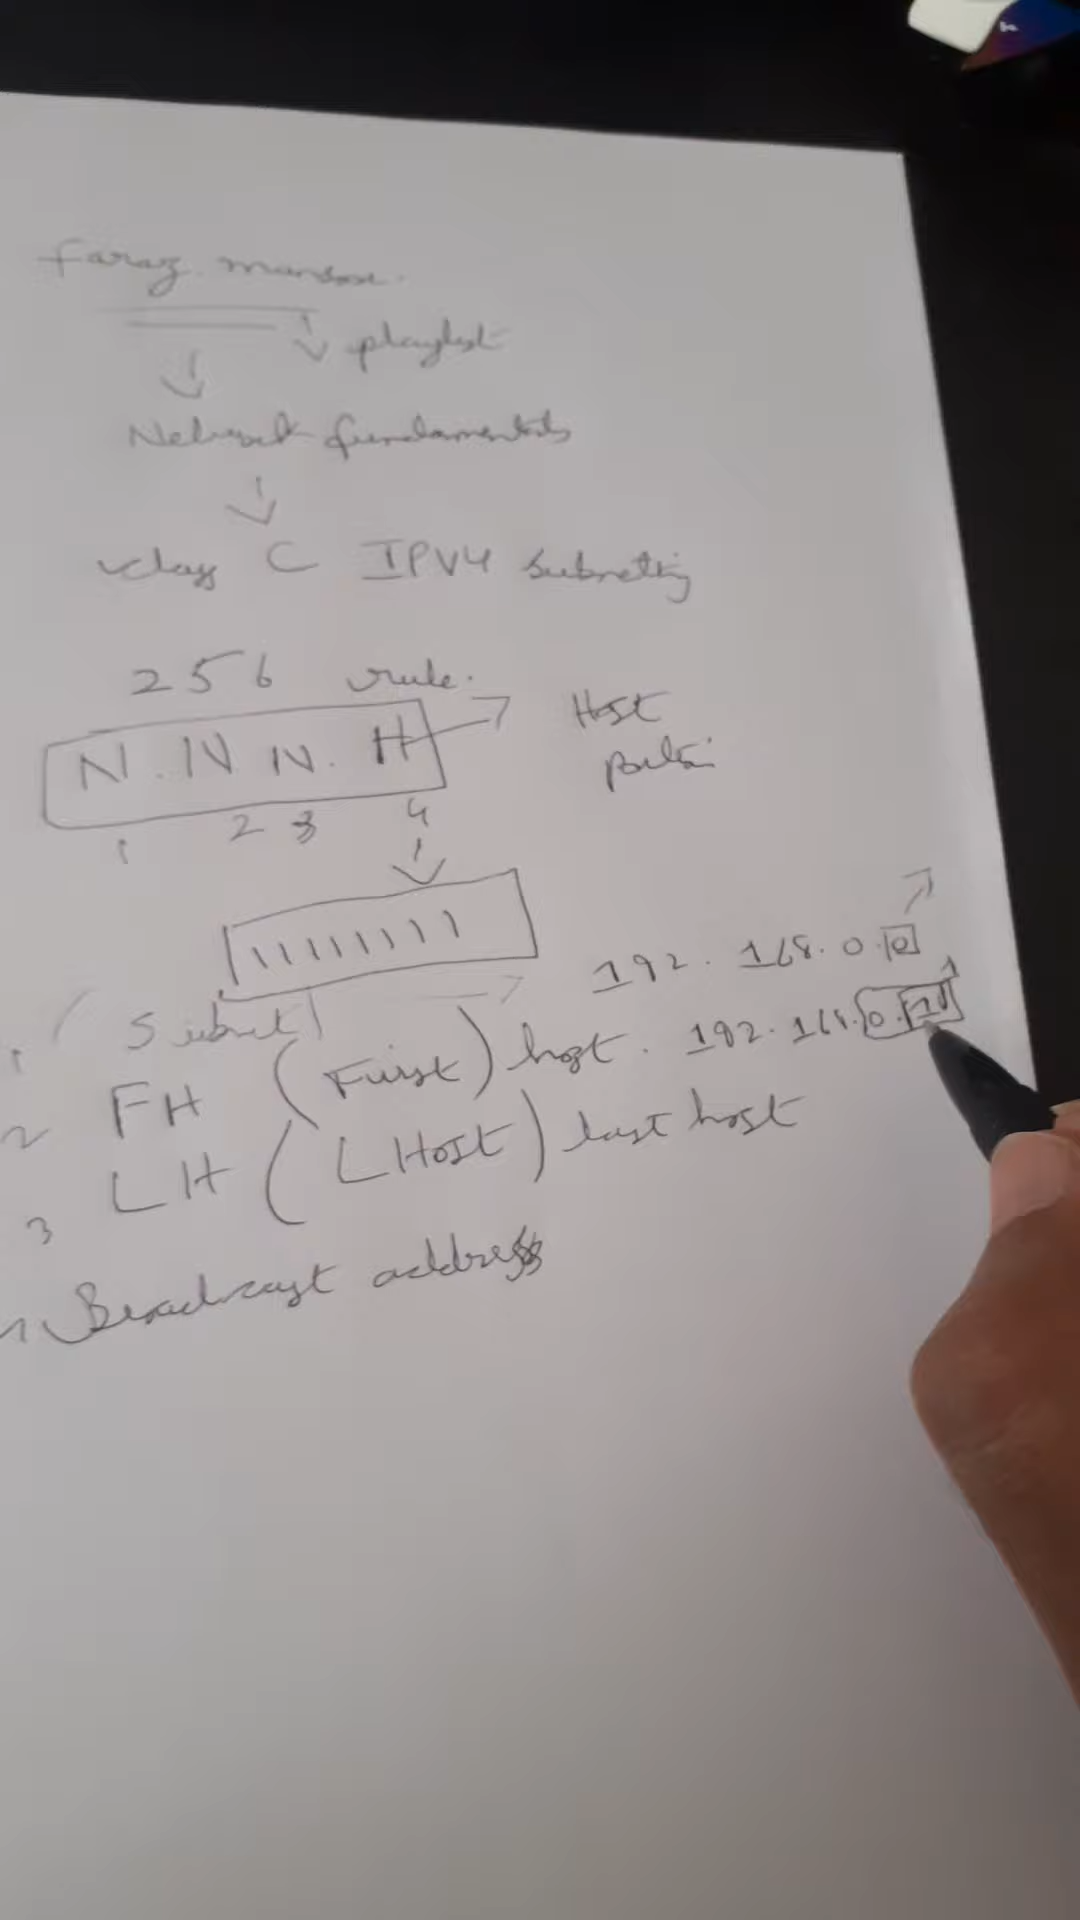 Faraz
playlist
Network fundamentals
class C IPV4 Subnetting
256 rule.
N . N N . H
Host
1 2 3 4
11111111
192 . 168 . 0 . 0
1 Subnet
2 FH (First) host . 192 . 168 . 0 .
3 LH (LHost) last host
Broadcast address